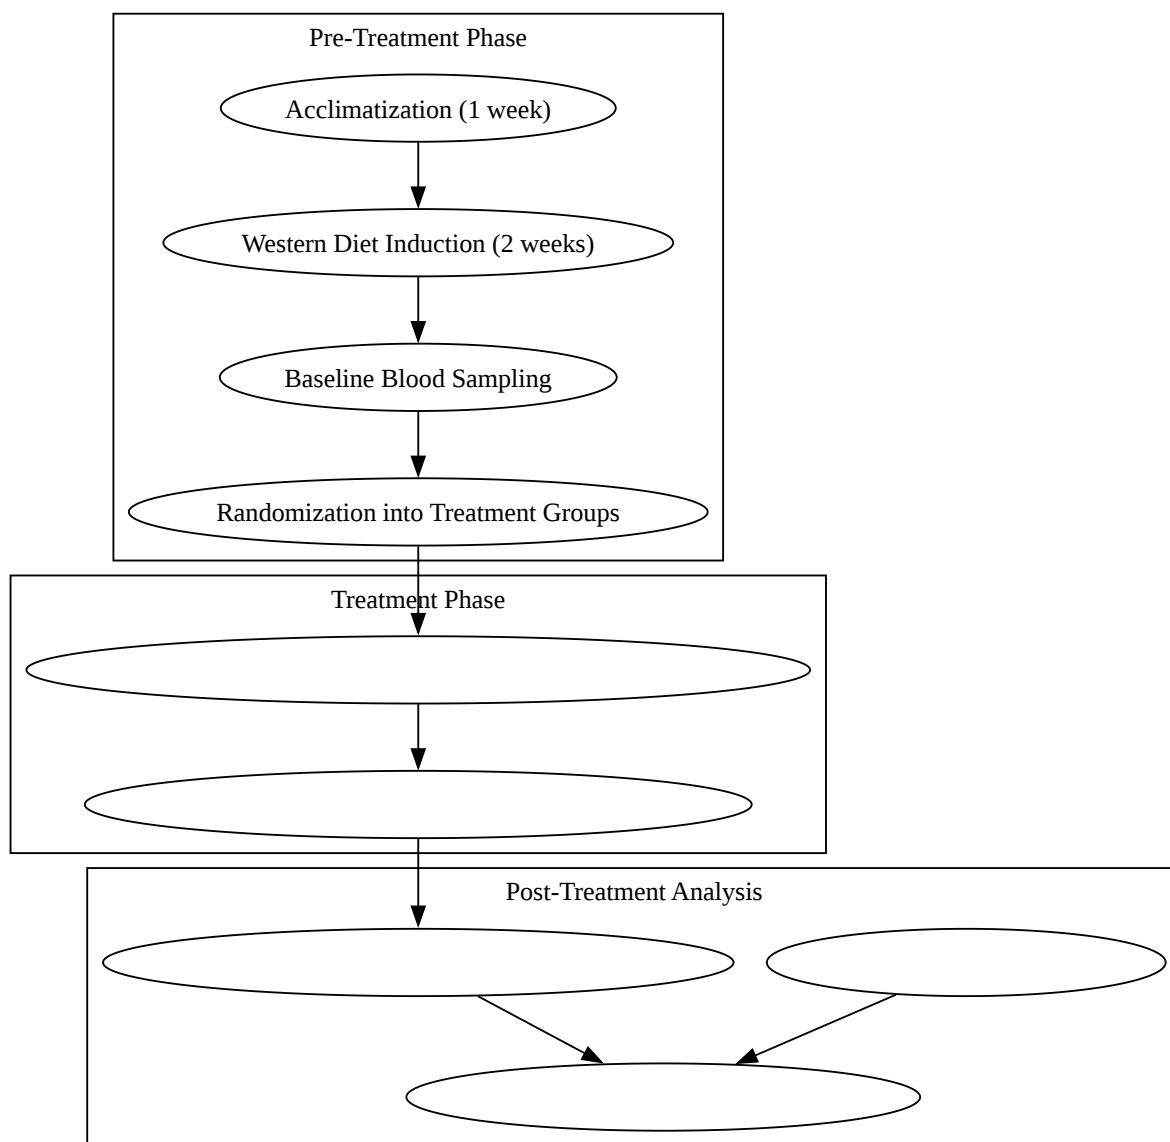 Pre-Treatment Phase
Acclimatization (1 week)
Western Diet Induction (2 weeks)
Baseline Blood Sampling
Randomization into Treatment Groups
Treatment Phase
Post-Treatment Analysis